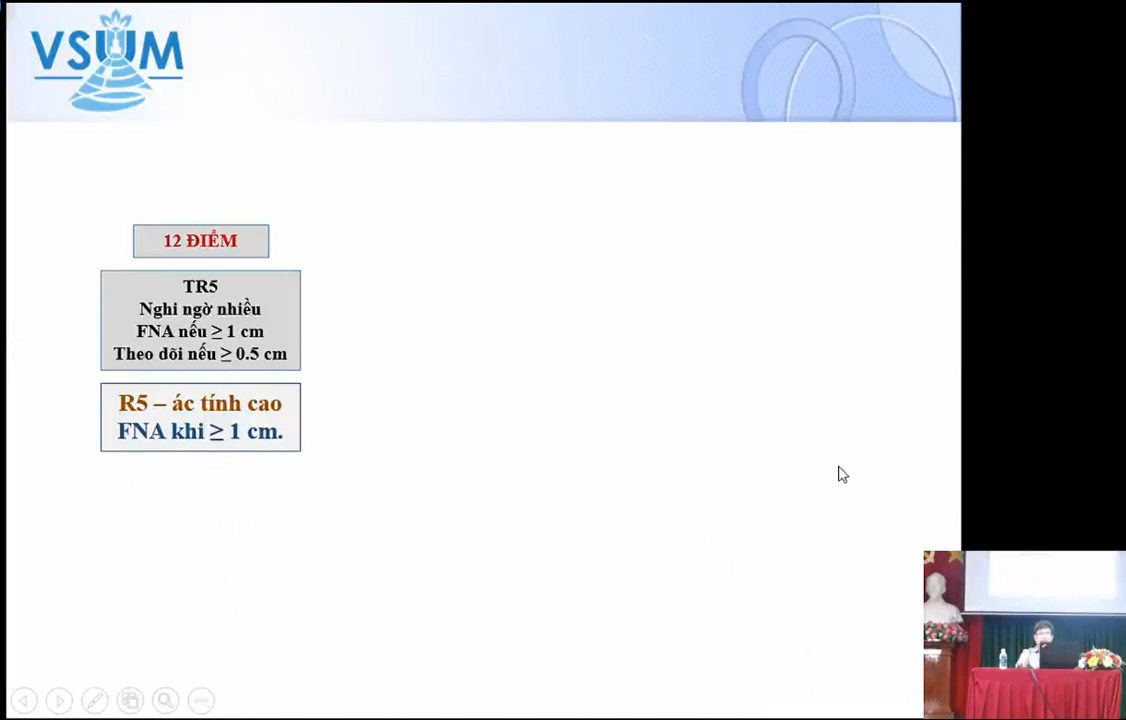 VSUM
12 ĐIỂM
TR5
Nghi ngờ nhiều
FNA nếu ≥ 1 cm
Theo dõi nếu ≥ 0.5 cm
R5 – ác tính cao
FNA khi ≥ 1 cm.